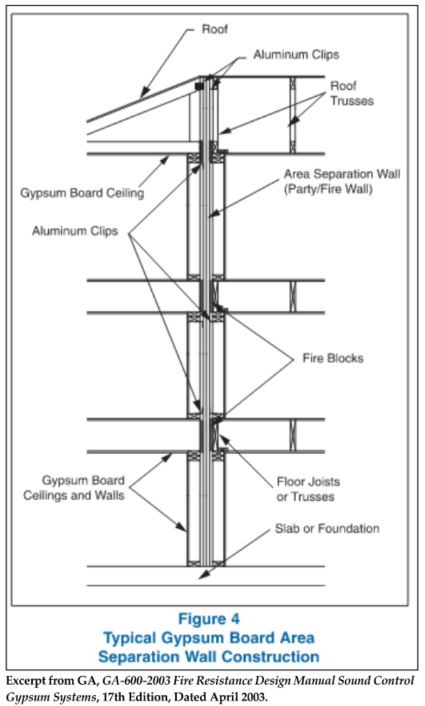 Roof
Aluminum Clips
Roof
Trusses
Gypsum Board Ceiling
Area Separation Wall
(Party/Fire Wall)
Aluminum Clips
Fire Blocks
Gypsum Board
Ceilings and Walls
Floor Joists
or Trusses
Slab or Foundation
Figure 4
Typical Gypsum Board Area
Separation Wall Construction
Excerpt from GA, GA-600-2003 Fire Resistance Design Manual Sound Control
Gypsum Systems, 17th Edition, Dated April 2003.